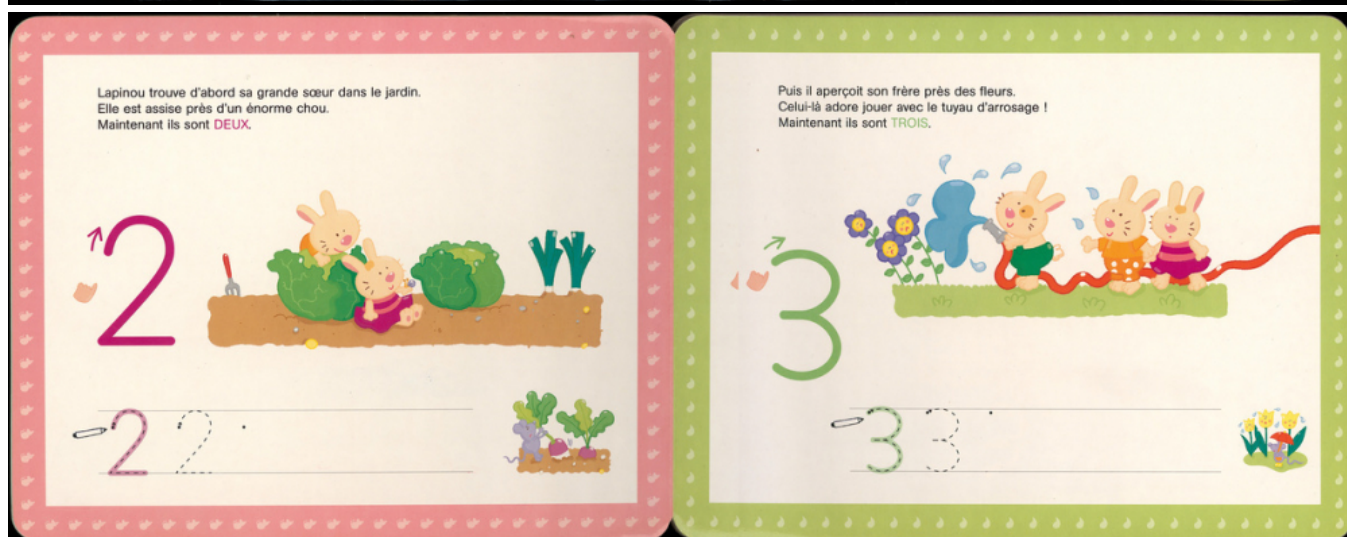 Lapinou trouve d'abord sa grande sœur dans le jardin.
Elle est assise près d'un énorme chou.
Maintenant ils sont DEUX.
2
2 2
Puis il aperçoit son frère près des fleurs.
Celui-là adore jouer avec le tuyau d'arrosage !
Maintenant ils sont TROIS.
3
3 3